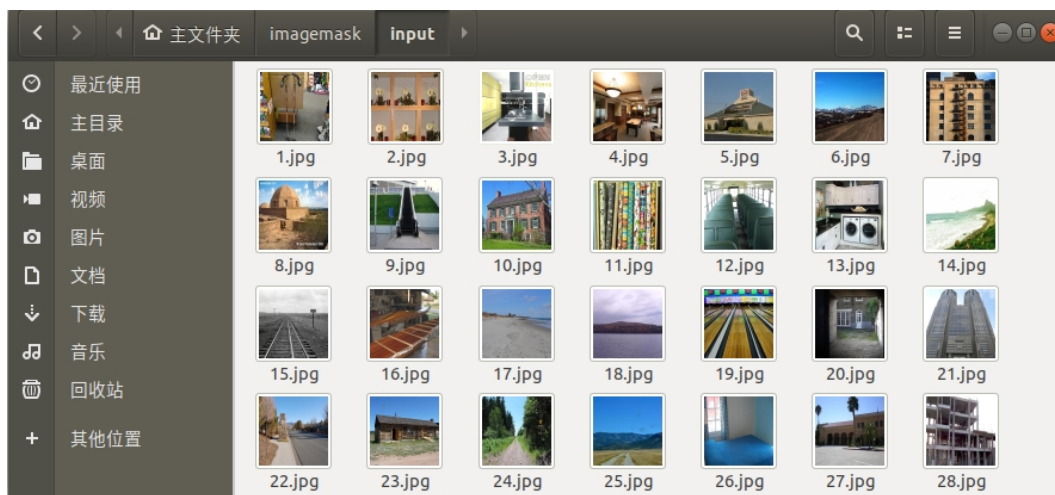 主文件夹 imagemask input
最近使用
主目录
桌面
视频
图片
文档
下载
音乐
回收站
其他位置
1.jpg 2.jpg 3.jpg 4.jpg 5.jpg 6.jpg 7.jpg
8.jpg 9.jpg 10.jpg 11.jpg 12.jpg 13.jpg 14.jpg
15.jpg 16.jpg 17.jpg 18.jpg 19.jpg 20.jpg 21.jpg
22.jpg 23.jpg 24.jpg 25.jpg 26.jpg 27.jpg 28.jpg